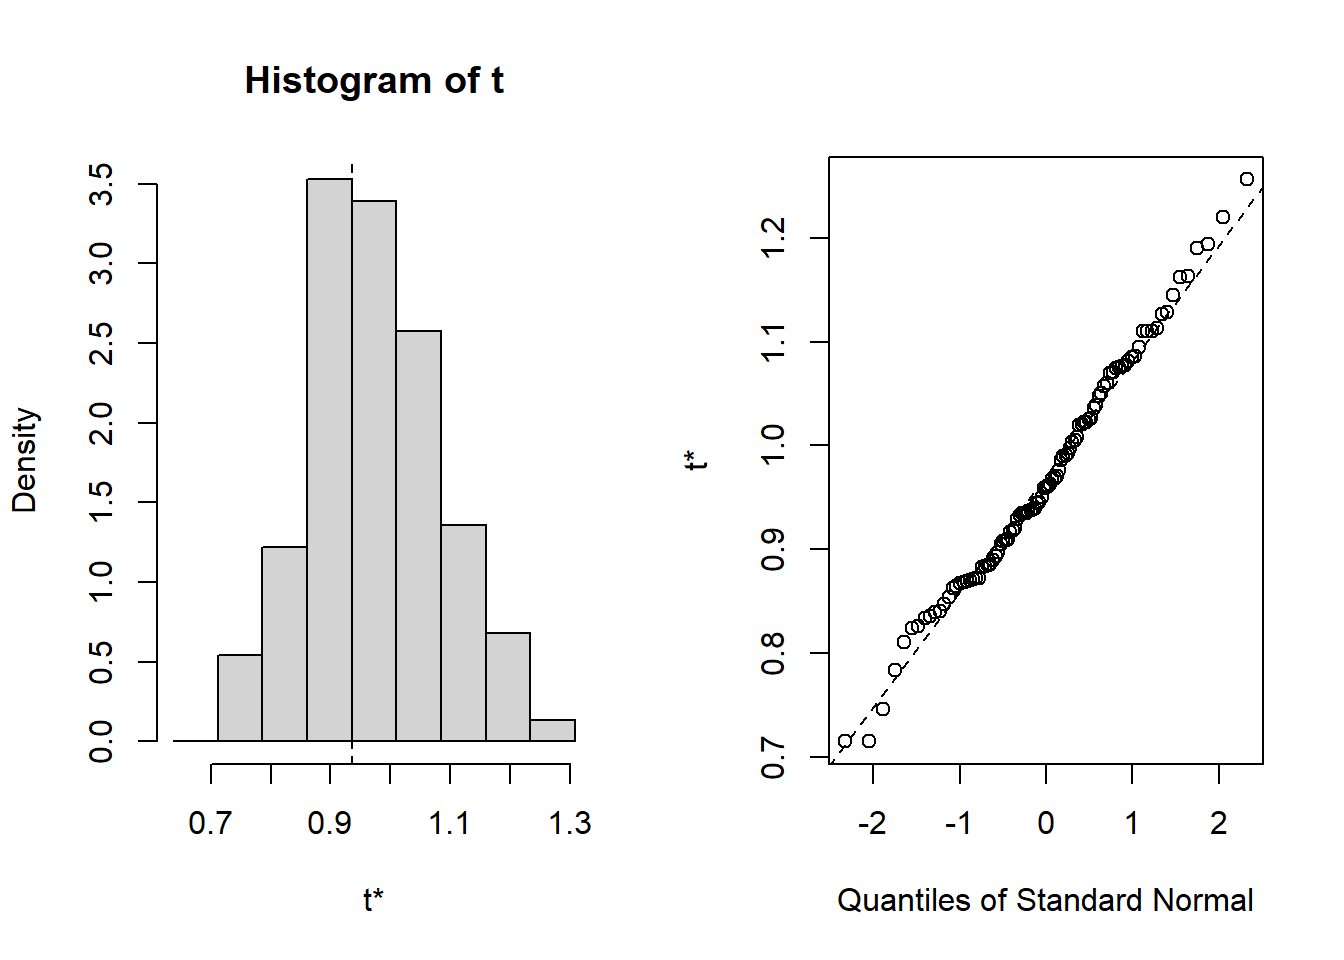 Histogram of t
Density
0.0 0.5 1.0 1.5 2.0 2.5 3.0 3.5
0.7 0.9 1.1 1.3
t*
t*
0.7 0.8 0.9 1.0 1.1 1.2
-2 -1 0 1 2
Quantiles of Standard Normal